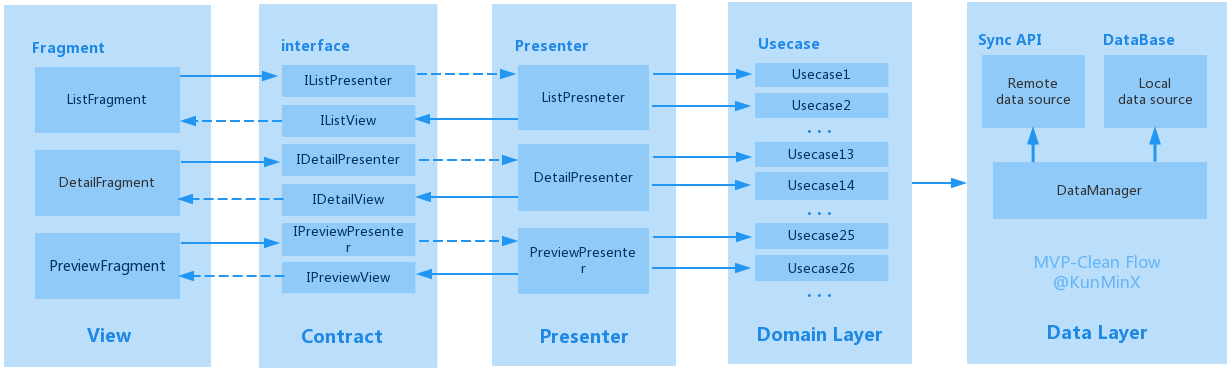 Fragment
ListFragment
DetailFragment
PreviewFragment
View
interface
IListPresenter
IListView
IDetailPresenter
IDetailView
IPreviewPresente
r
IPreviewView
Contract
Presenter
ListPresneter
DetailPresenter
PreviewPresente
r
Presenter
Usecase
Usecase1
Usecase2
...
Usecase13
Usecase14
...
Usecase25
Usecase26
...
Domain Layer
Sync API
DataBase
Remote
data source
Local
data source
DataManager
MVP-Clean Flow
@KunMinX
Data Layer